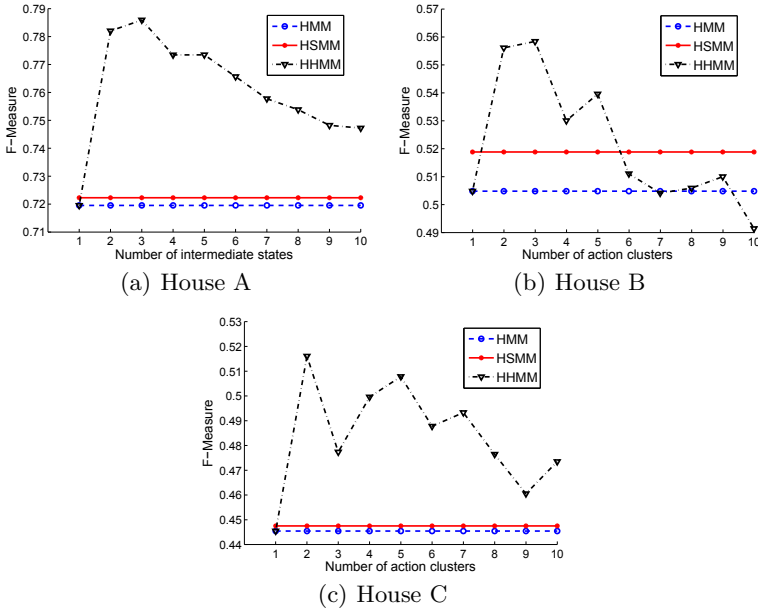 0.79
0.78
0.77
0.76
0.75
0.74
0.73
0.72
0.71
F−Measure
HMM
HSMM
HHMM
1 2 3 4 5 6 7 8 9 10
Number of intermediate states
(a) House A
0.57
0.56
0.55
0.54
0.53
0.52
0.51
0.5
0.49
F−Measure
HMM
HSMM
HHMM
1 2 3 4 5 6 7 8 9 10
Number of action clusters
(b) House B
0.53
0.52
0.51
0.5
0.49
0.48
0.47
0.46
0.45
0.44
F−Measure
HMM
HSMM
HHMM
1 2 3 4 5 6 7 8 9 10
Number of action clusters
(c) House C